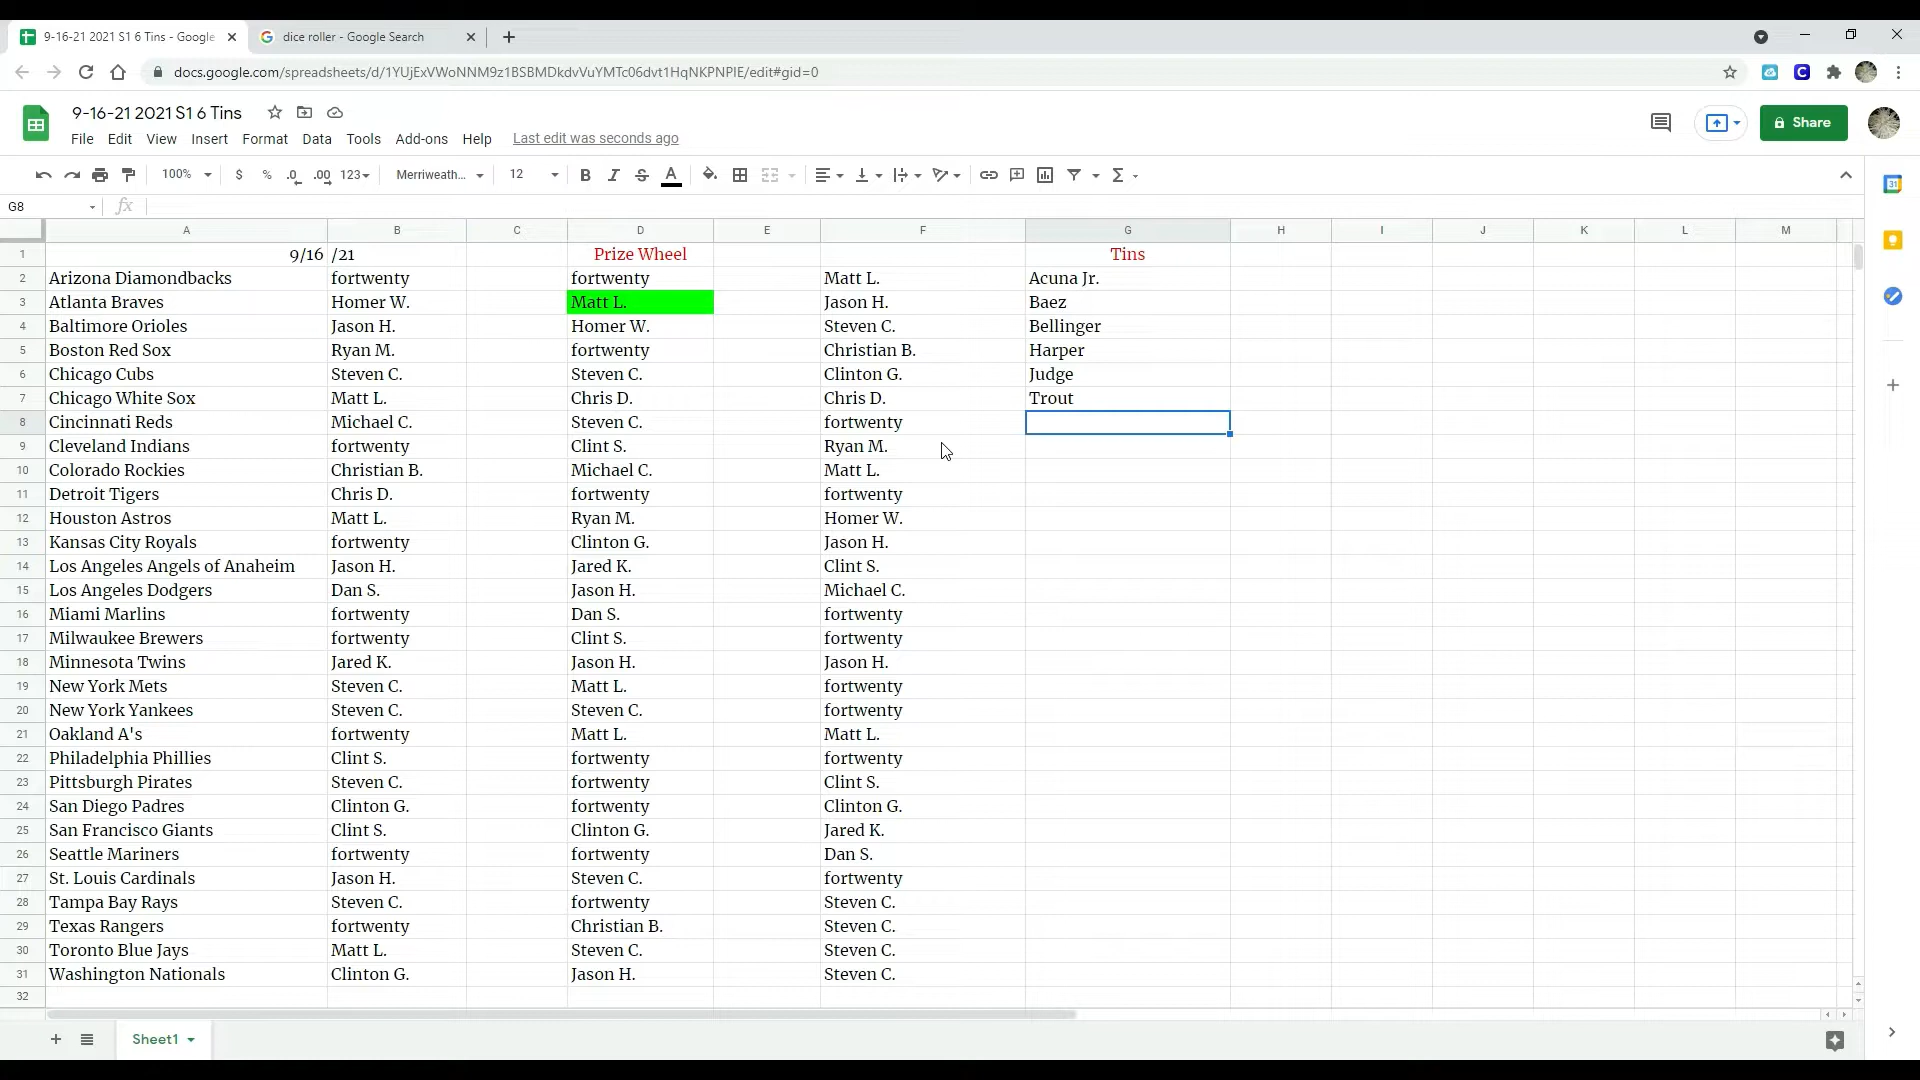 9-16-21 2021 S1 6 Tins - Google
dice roller - Google Search
docs.google.com/spreadsheets/d/1YUjExVWoNNM9z1BSBMDkdvVuYMTc06dvt1HqNKPNPIE/edit#gid=0
9-16-21 2021 S1 6 Tins
File Edit View Insert Format Data Tools Add-ons Help Last edit was seconds ago
Share
100% $ % .0 .00 123 Merriweath... 12 B I S A
G8 fx
A B C D E F G H I J K L M
1 9/16 /21 Prize Wheel Tins
2 Arizona Diamondbacks fortwenty fortwenty Matt L. Acuna Jr.
3 Atlanta Braves Homer W. Matt L. Jason H. Baez
4 Baltimore Orioles Jason H. Homer W. Steven C. Bellinger
5 Boston Red Sox Ryan M. fortwenty Christian B. Harper
6 Chicago Cubs Steven C. Steven C. Clinton G. Judge
7 Chicago White Sox Matt L. Chris D. Chris D. Trout
8 Cincinnati Reds Michael C. Steven C. fortwenty
9 Cleveland Indians fortwenty Clint S. Ryan M.
10 Colorado Rockies Christian B. Michael C. Matt L.
11 Detroit Tigers Chris D. fortwenty fortwenty
12 Houston Astros Matt L. Ryan M. Homer W.
13 Kansas City Royals fortwenty Clinton G. Jason H.
14 Los Angeles Angels of Anaheim Jason H. Jared K. Clint S.
15 Los Angeles Dodgers Dan S. Jason H. Michael C.
16 Miami Marlins fortwenty Dan S. fortwenty
17 Milwaukee Brewers fortwenty Clint S. fortwenty
18 Minnesota Twins Jared K. Jason H. Jason H.
19 New York Mets Steven C. Matt L. fortwenty
20 New York Yankees Steven C. Steven C. fortwenty
21 Oakland A's fortwenty Matt L. Matt L.
22 Philadelphia Phillies Clint S. fortwenty fortwenty
23 Pittsburgh Pirates Steven C. fortwenty Clint S.
24 San Diego Padres Clinton G. fortwenty Clinton G.
25 San Francisco Giants Clint S. Clinton G. Jared K.
26 Seattle Mariners fortwenty fortwenty Dan S.
27 St. Louis Cardinals Jason H. Steven C. fortwenty
28 Tampa Bay Rays Steven C. fortwenty Steven C.
29 Texas Rangers fortwenty Christian B. Steven C.
30 Toronto Blue Jays Matt L. Steven C. Steven C.
31 Washington Nationals Clinton G. Jason H. Steven C.
32
Sheet1